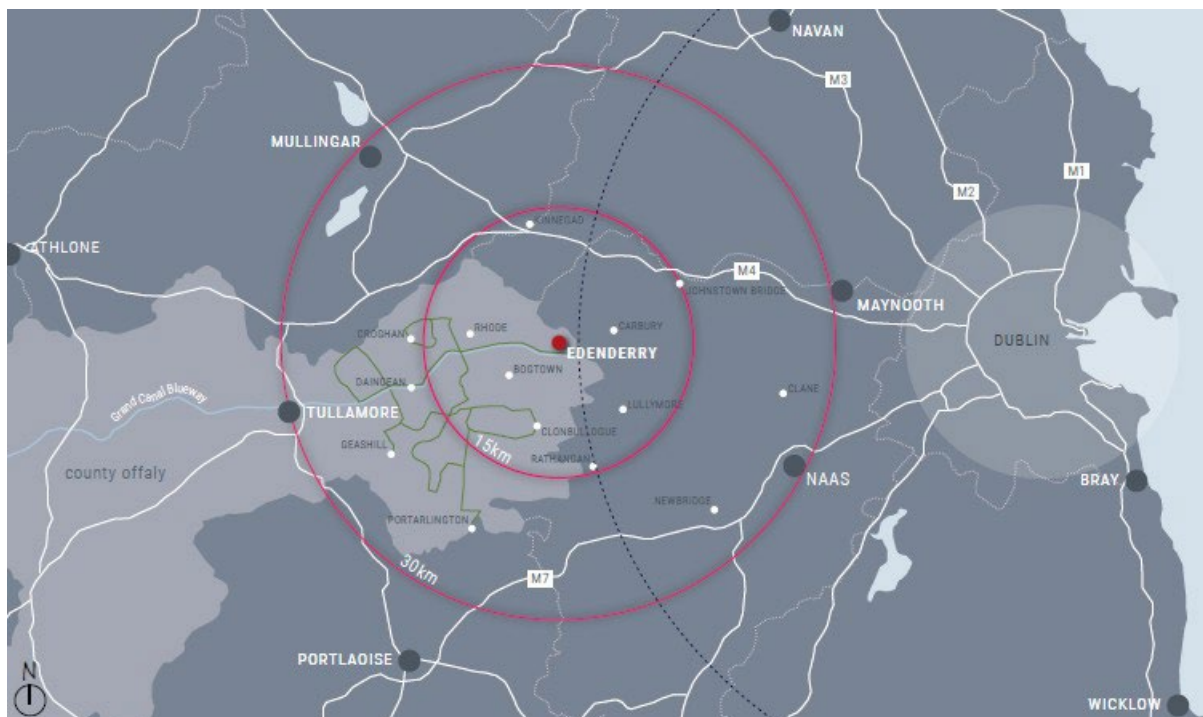 NAVAN
M3
MULLINGAR
M2
M1
KINNEGAD
ATHLONE
M4
JOHNSTOWN BRIDGE
MAYNOOTH
CROGHAN
RHODE
CARBURY
EDENDERRY
DUBLIN
BOGTOWN
DAINGEAN
CLANE
Grand Canal Blueway
TULLAMORE
LULLYMORE
CLONBULLOGUE
GEASHILL
15km
RATHANGAN
county offaly
NAAS
BRAY
NEWBRIDGE
PORTARLINGTON
30km
M7
PORTLAOISE
N
WICKLOW